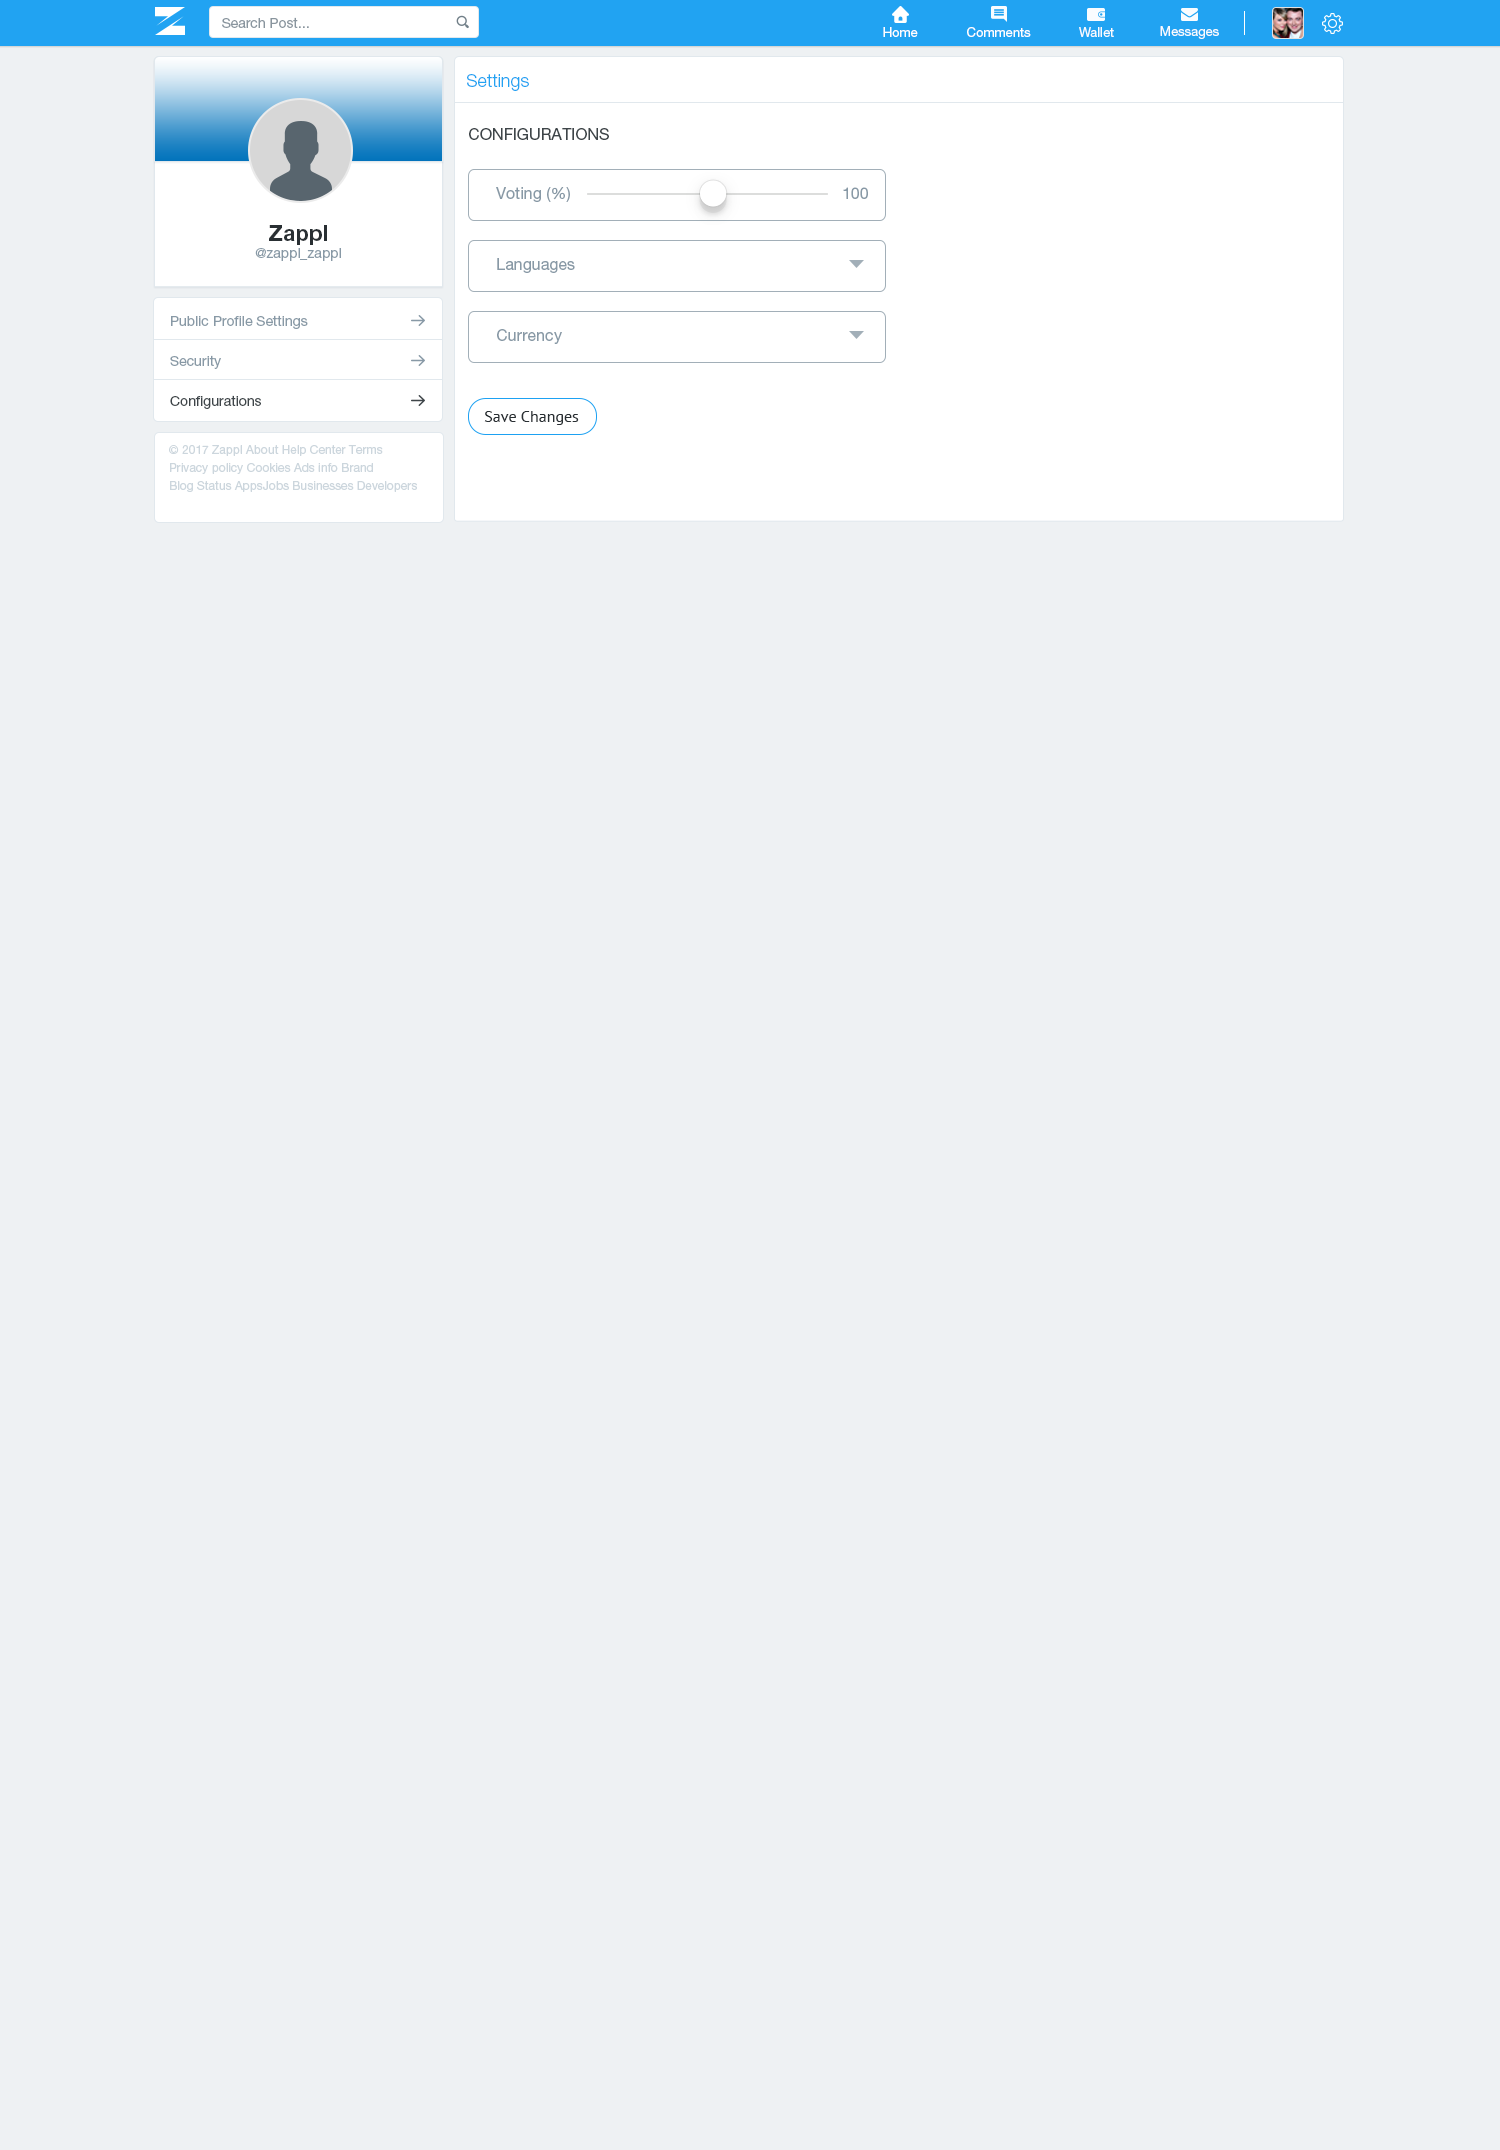 Search Post...
Home
Comments
Wallet
Messages
Zappl
@zappl_zappl
Public Profile Settings
Security
Configurations
© 2017 Zappl About Help Center Terms
Privacy policy Cookies Ads info Brand
Blog Status AppsJobs Businesses Developers
Settings
CONFIGURATIONS
Voting (%) 100
Languages
Currency
Save Changes